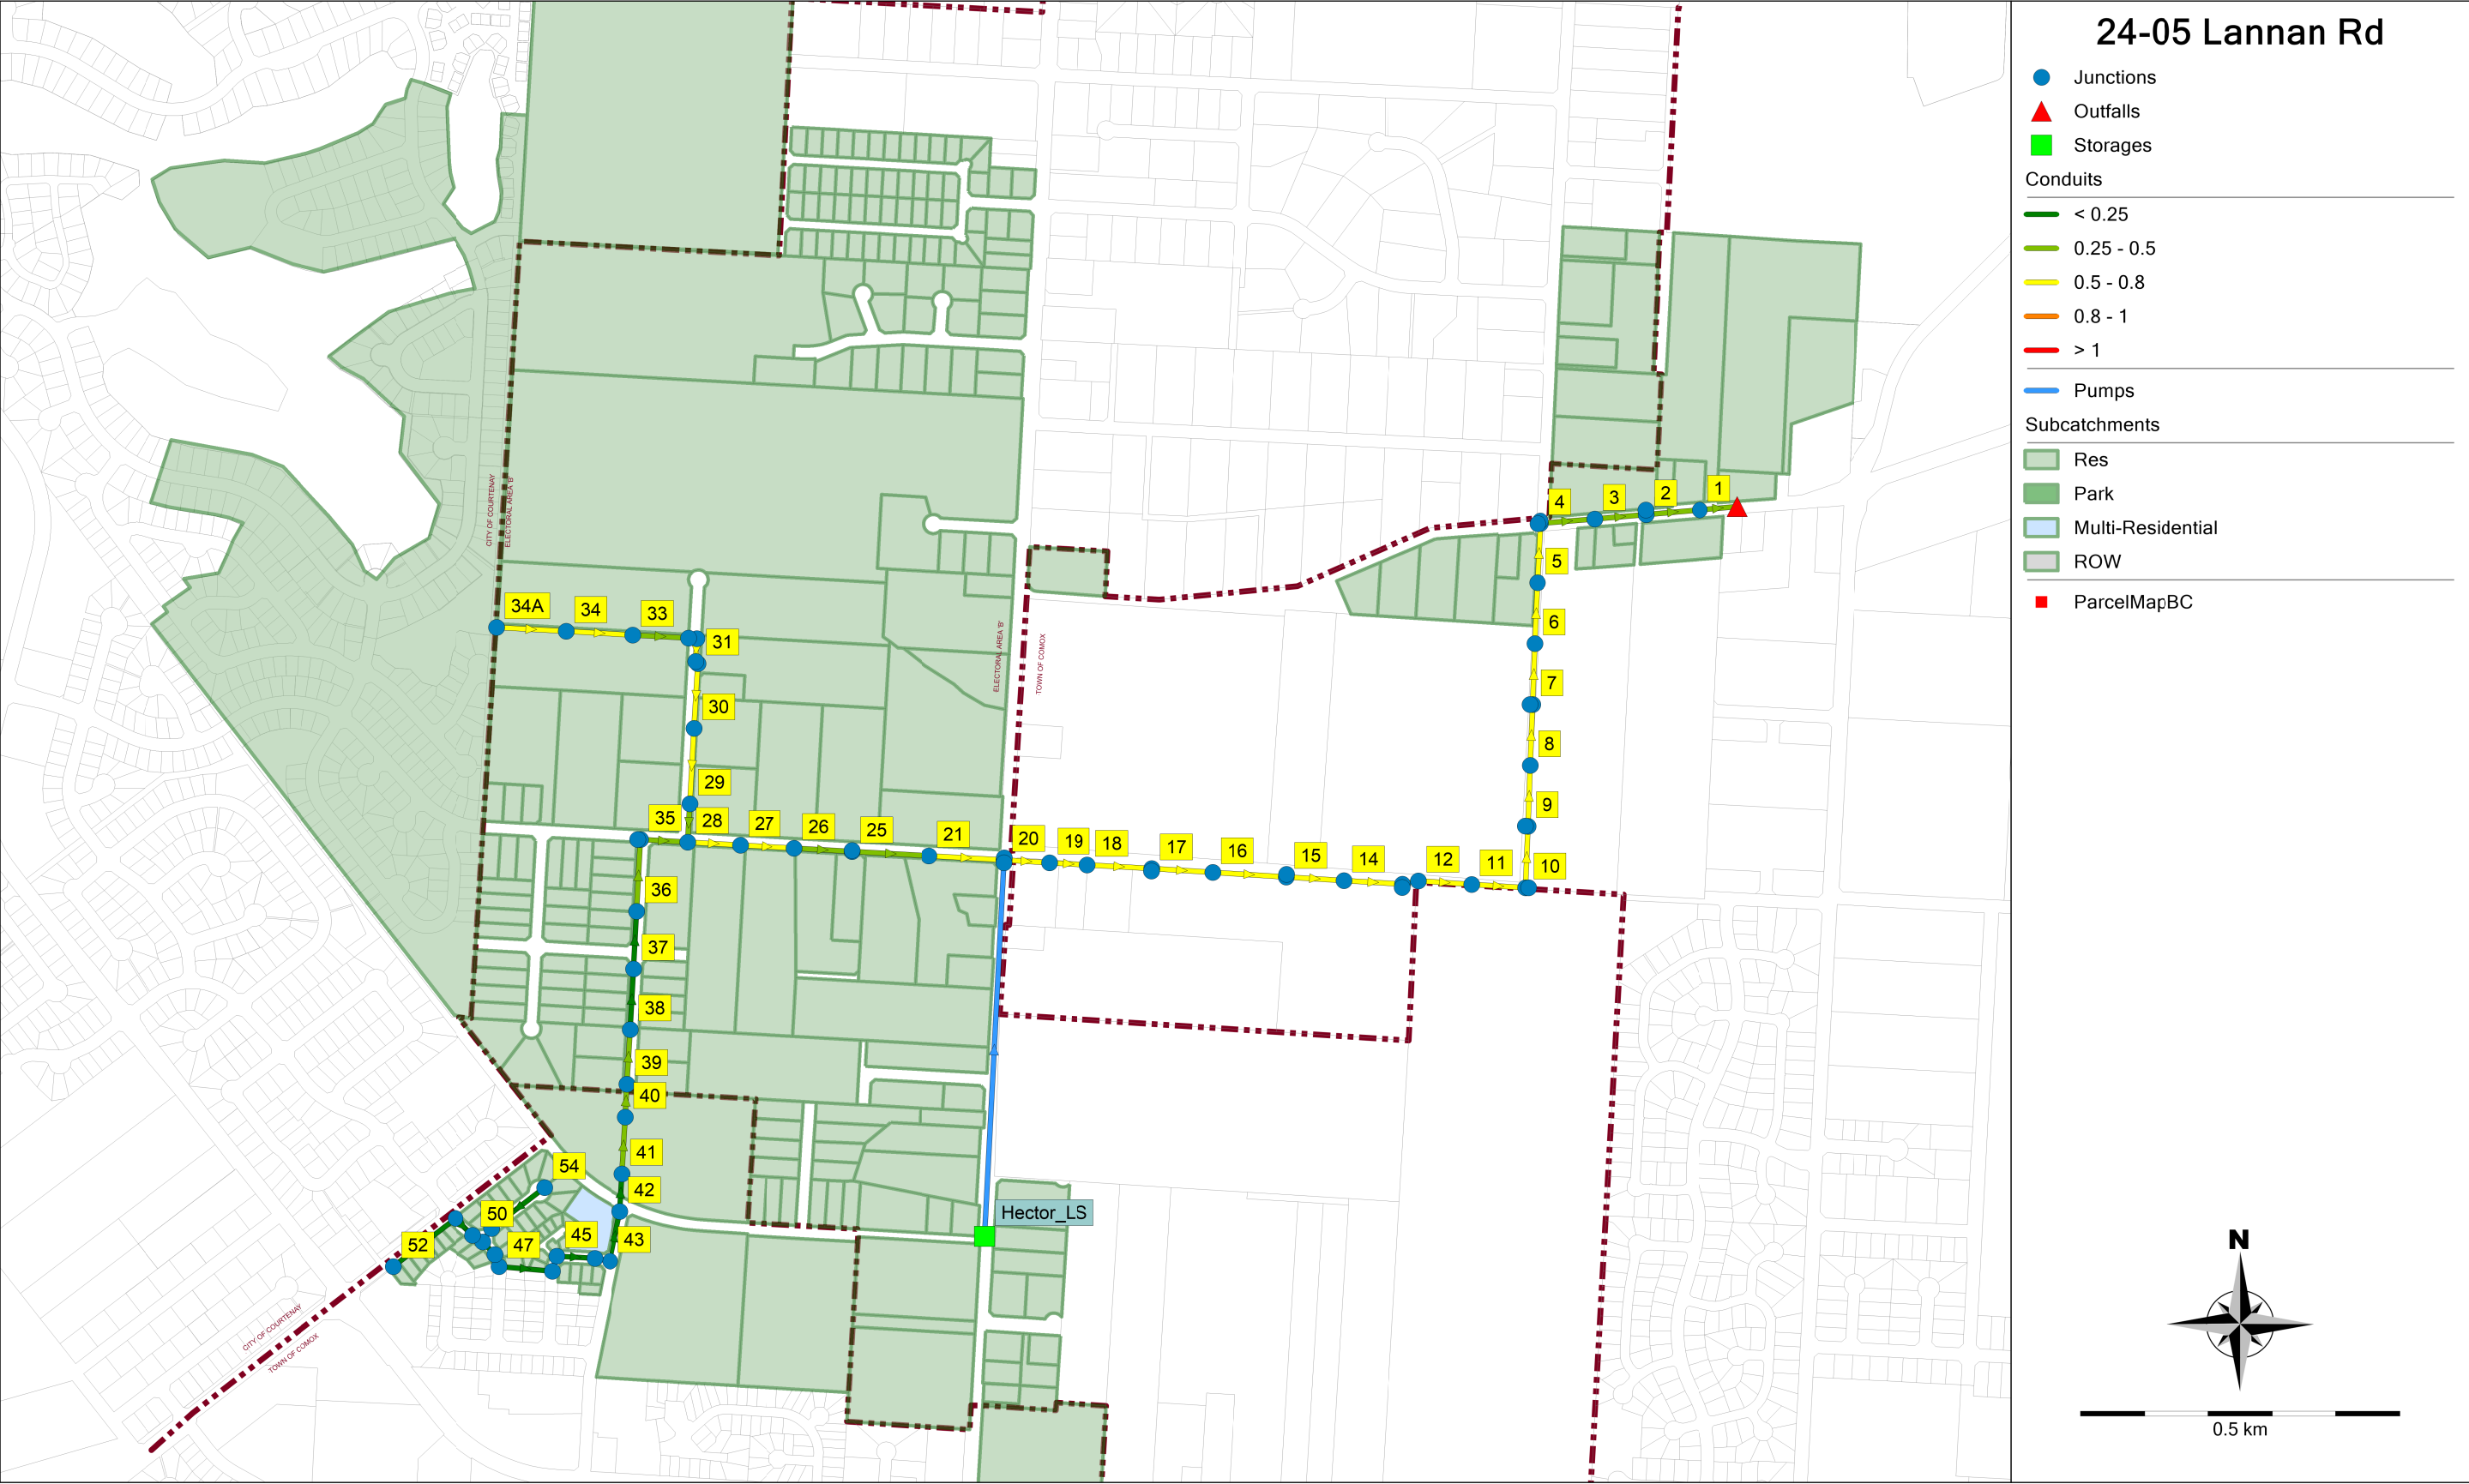 24-05 Lannan Rd
Junctions
Outfalls
Storages
Conduits
< 0.25
0.25 - 0.5
0.5 - 0.8
0.8 - 1
> 1
Pumps
Subcatchments
Res
Park
Multi-Residential
ROW
ParcelMapBC
N
0.5 km
CITY OF COURTENAY
ELECTORAL AREA 'B'
4
3
2
1
5
34A
34
33
31
6
ELECTORAL AREA 'B'
TOWN OF COMOX
7
30
8
29
9
35
28
27
26
25
21
20
19
18
17
16
15
14
12
11
10
36
37
38
39
40
41
54
42
Hector_LS
50
52
47
45
43
CITY OF COURTENAY
TOWN OF COMOX